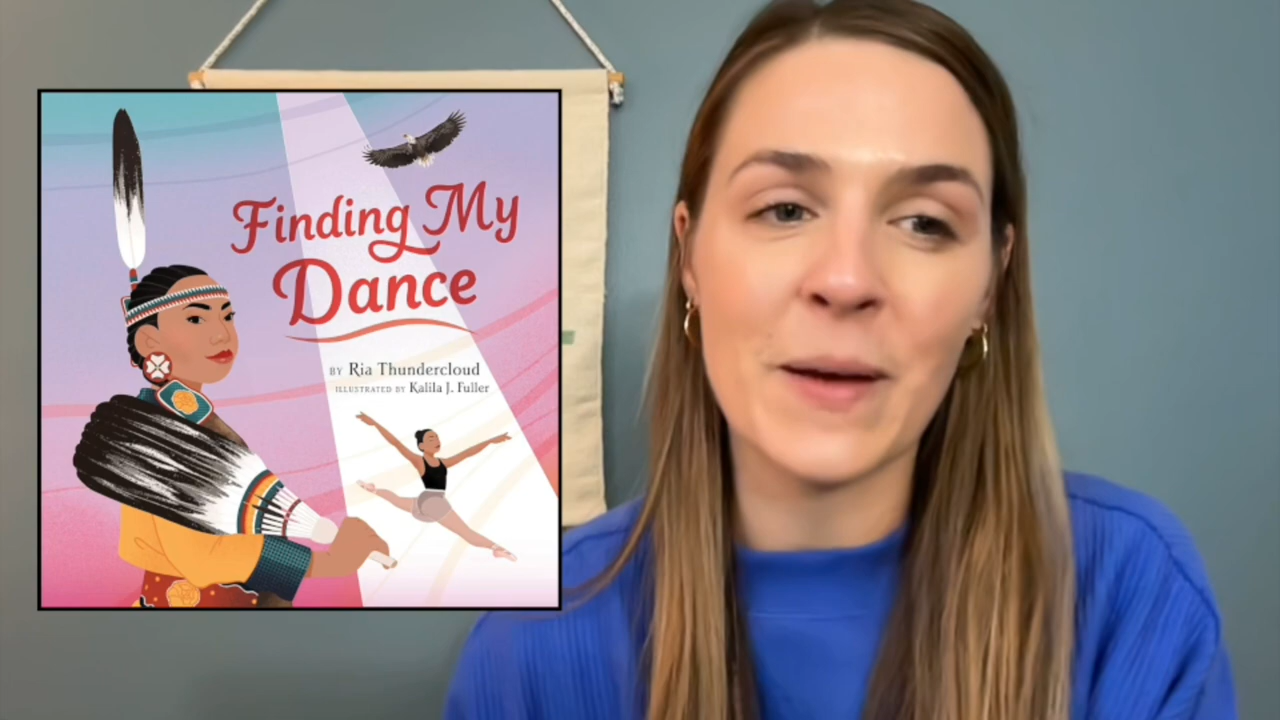 Finding My
Dance
BY Ria Thundercloud
ILLUSTRATED BY Kalila J. Fuller